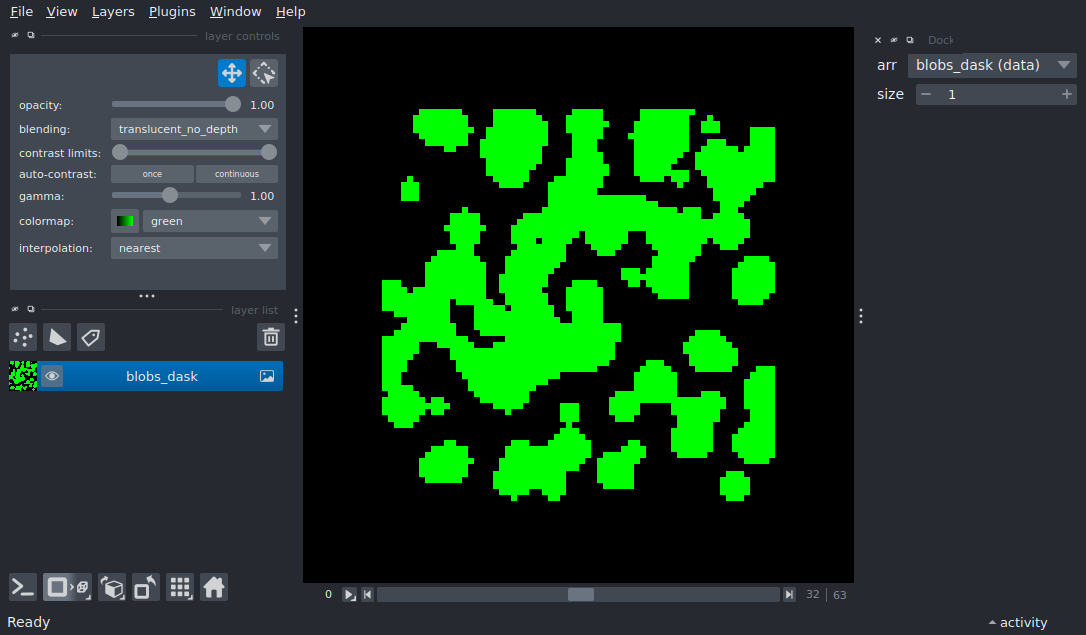 File View Layers Plugins Window Help
layer controls
opacity: 1.00
blending: translucent_no_depth
contrast limits:
auto-contrast: once continuous
gamma: 1.00
colormap: green
interpolation: nearest
layer list
blobs_dask
0 32 63
Ready
activity
Dock
arr blobs_dask (data)
size 1